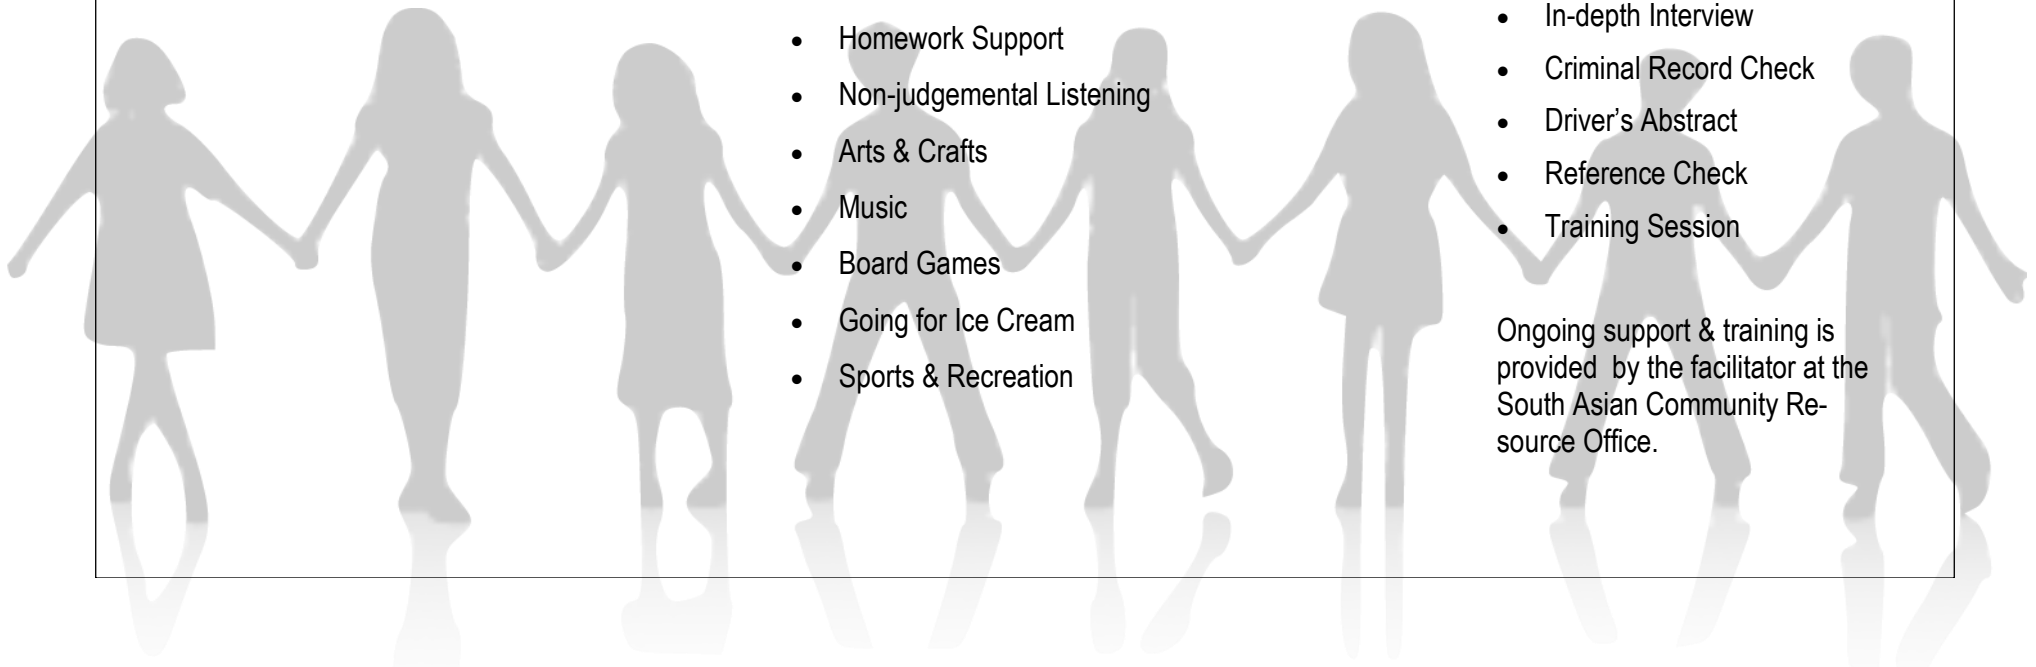 • Homework Support
• Non-judgemental Listening
• Arts & Crafts
• Music
• Board Games
• Going for Ice Cream
• Sports & Recreation
• In-depth Interview
• Criminal Record Check
• Driver’s Abstract
• Reference Check
• Training Session
Ongoing support & training is
provided  by the facilitator at the
South Asian Community Re-
source Office.